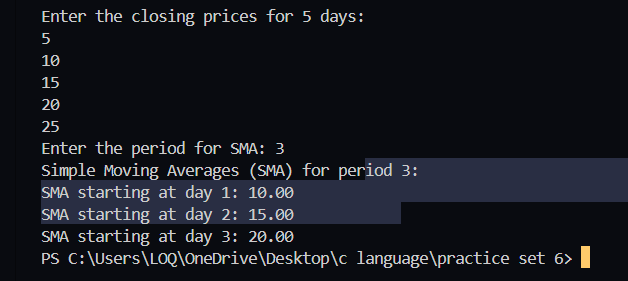 Enter the closing prices for 5 days:
5
10
15
20
25
Enter the period for SMA: 3
Simple Moving Averages (SMA) for period 3:
SMA starting at day 1: 10.00
SMA starting at day 2: 15.00
SMA starting at day 3: 20.00
PS C:\Users\LOQ\OneDrive\Desktop\c language\practice set 6>